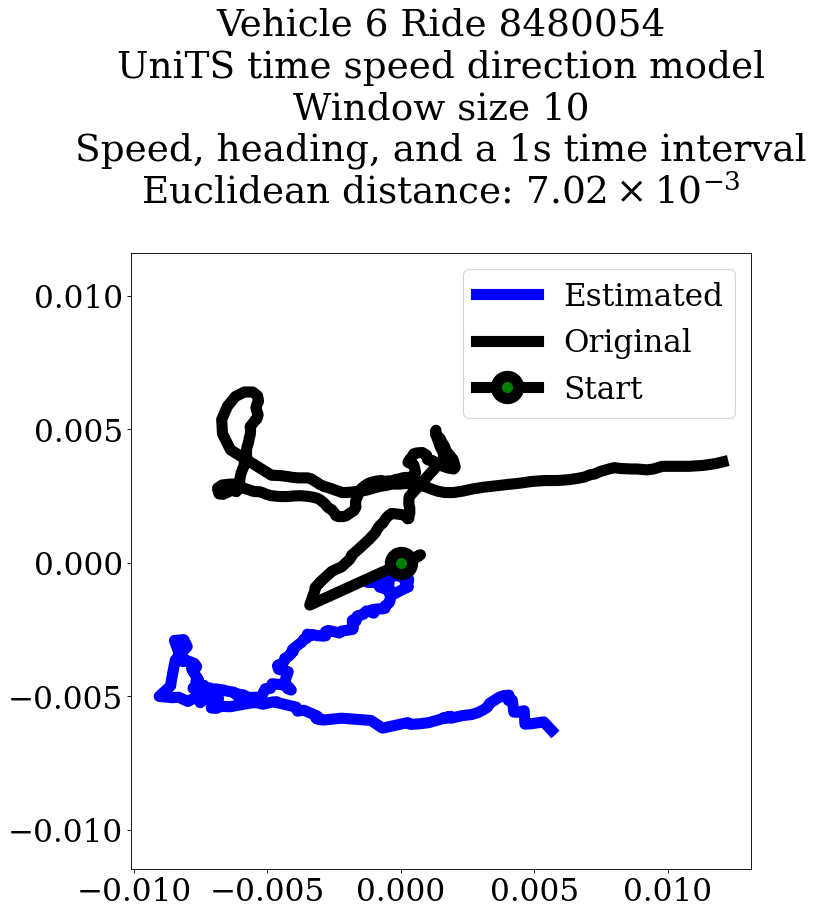 Vehicle 6 Ride 8480054
UniTS time speed direction model
Window size 10
Speed, heading, and a 1s time interval
Euclidean distance: 7.02 × 10⁻³
Estimated
Original
Start
0.010
0.005
0.000
−0.005
−0.010
−0.010 −0.005 0.000 0.005 0.010